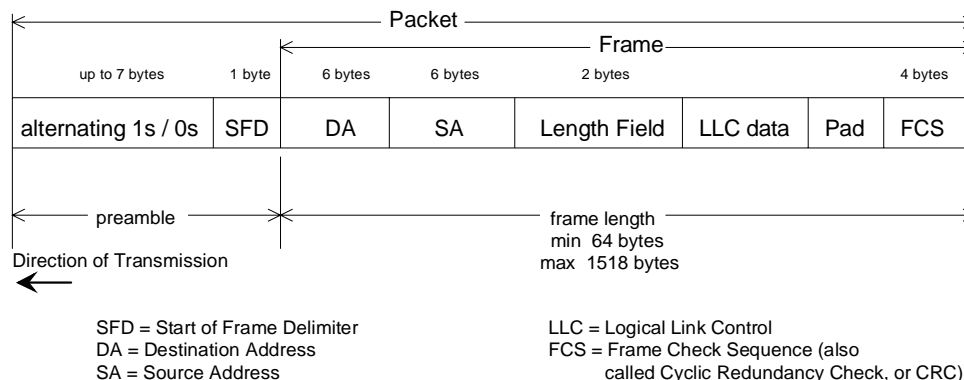 Packet
Frame
up to 7 bytes 1 byte 6 bytes 6 bytes 2 bytes 4 bytes
alternating 1s / 0s SFD DA SA Length Field LLC data Pad FCS
preamble
frame length
min 64 bytes
max 1518 bytes
Direction of Transmission
SFD = Start of Frame Delimiter
DA = Destination Address
SA = Source Address
LLC = Logical Link Control
FCS = Frame Check Sequence (also
called Cyclic Redundancy Check, or CRC)